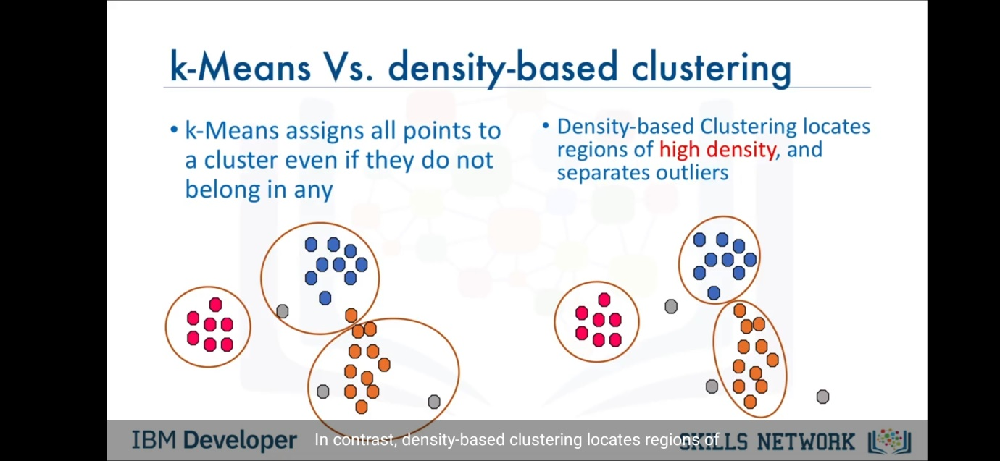 k-Means Vs. density-based clustering
• k-Means assigns all points to
a cluster even if they do not
belong in any
• Density-based Clustering locates
regions of high density, and
separates outliers
IBM Developer
In contrast, density-based clustering locates regions of
SKILLS NETWORK